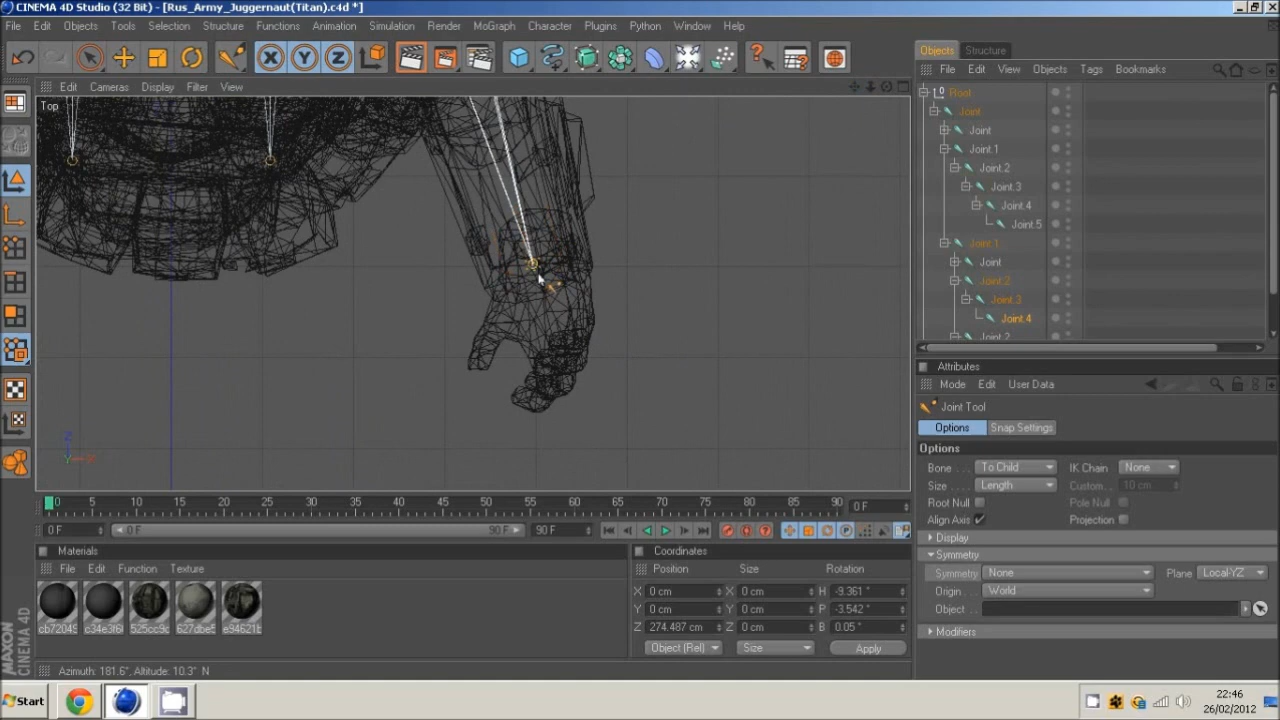 CINEMA 4D Studio (32 Bit) - [Rus_Army_Juggernaut(Titan).c4d *]
File Edit Objects Tools Selection Structure Functions Animation Simulation Render MoGraph Character Plugins Python Window Help
X Y Z
Objects Structure
File Edit View Objects Tags Bookmarks
Edit Cameras Display Filter View
Top
Root
Joint
Joint
Joint.1
Joint.2
Joint.3
Joint.4
Joint.5
Joint.1
Joint
Joint.2
Joint.3
Joint.4
Joint.2
Attributes
Mode Edit User Data
Joint Tool
Options Snap Settings
Options
Bone . . . To Child IK Chain None
Size . . . Length Custom. . 10 cm
Root Null Pole Null
Align Axis Projection
Display
Symmetry
Symmetry None Plane Local-YZ
Origin. . . World
Object . .
Modifiers
Z
Y X
0 5 10 15 20 25 30 35 40 45 50 55 60 65 70 75 80 85 90 0 F
0 F 0 F 90 F 90 F
Materials
File Edit Function Texture
cb72049 c34e3f6 525cc9c 627dbe5 e94621b
Coordinates
Position Size Rotation
X 0 cm X 0 cm H -9.361 °
Y 0 cm Y 0 cm P -3.542 °
Z 274.487 cm Z 0 cm B 0.05 °
Object (Rel) Size Apply
MAXON CINEMA 4D
Azimuth: 181.6°, Altitude: 10.3° N
Start
22:46
26/02/2012